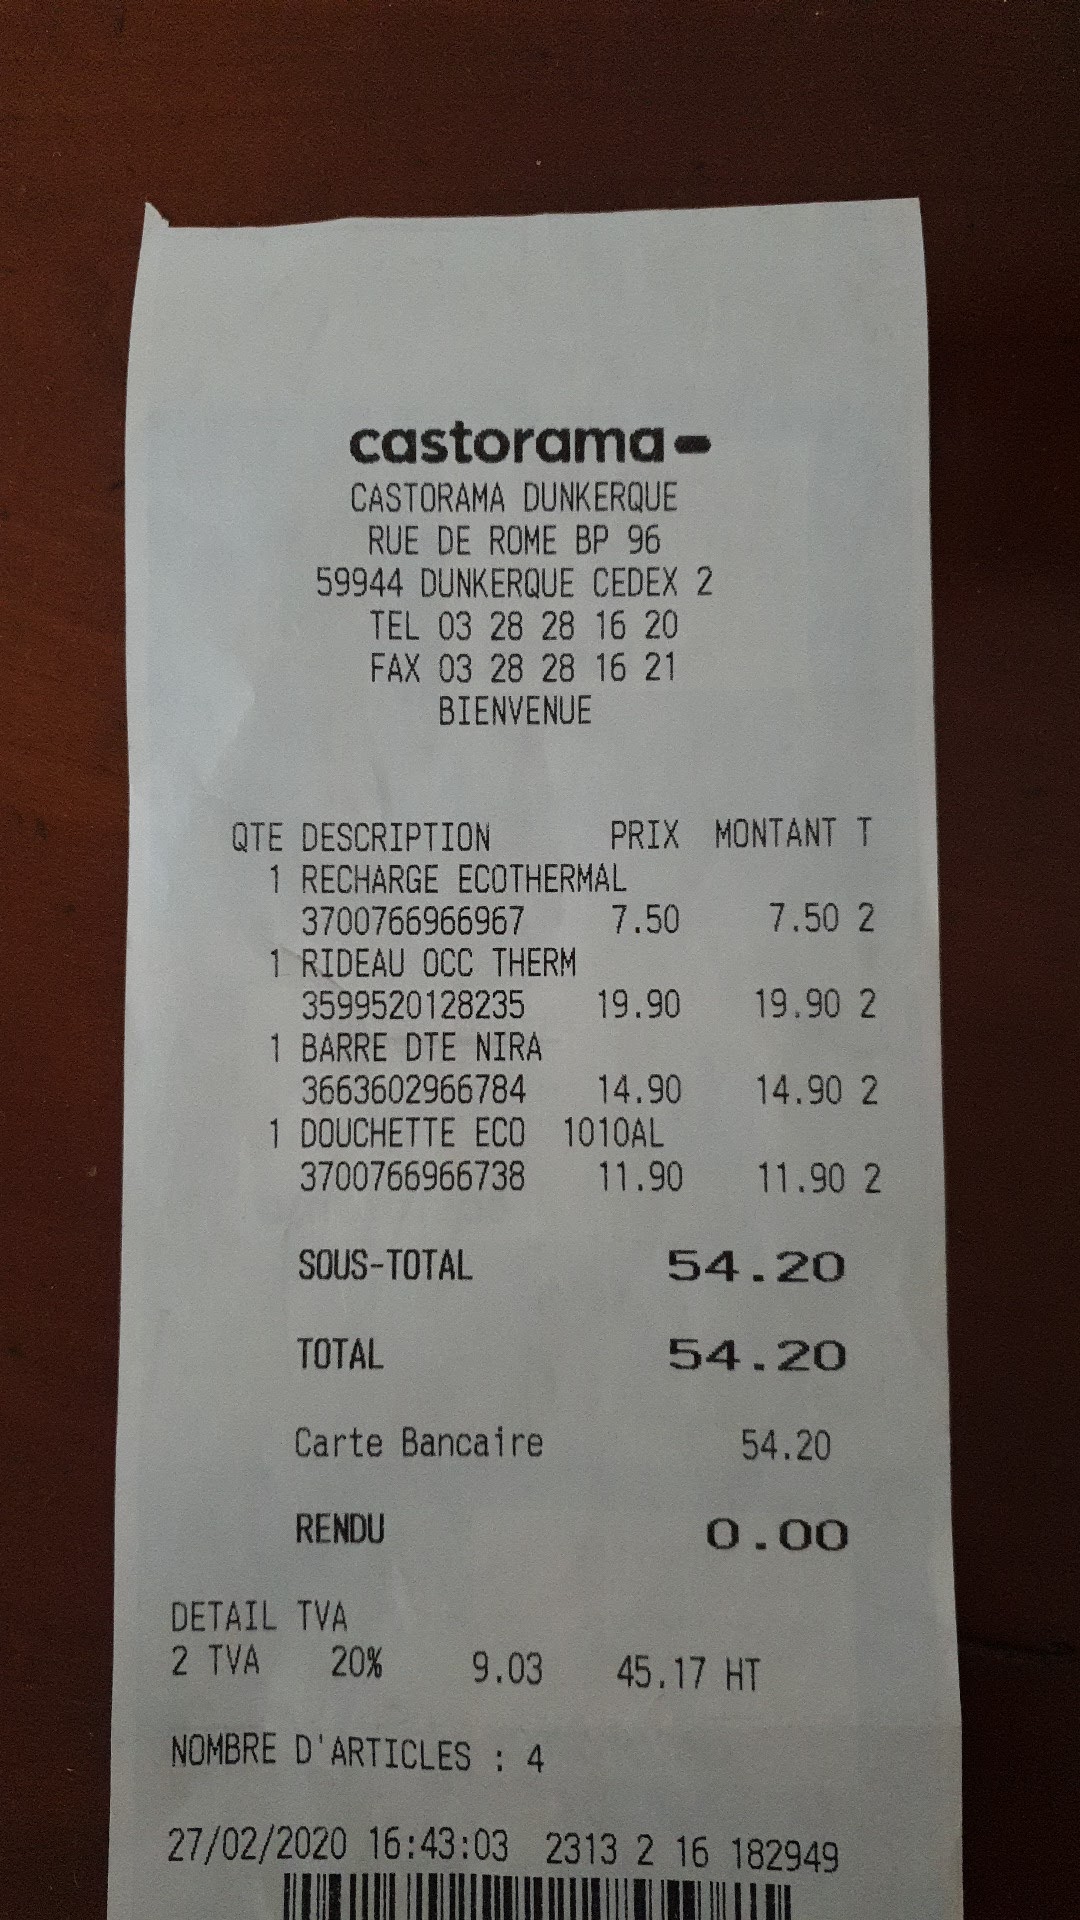 castorama
CASTORAMA DUNKERQUE
RUE DE ROME BP 96
59944 DUNKERQUE CEDEX 2
TEL 03 28 28 16 20
FAX 03 28 28 16 21
BIENVENUE
QTE DESCRIPTION PRIX MONTANT T
1 RECHARGE ECOTHERMAL
3700766966967 7.50 7.50 2
1 RIDEAU OCC THERM
3599520128235 19.90 19.90 2
1 BARRE DTE NIRA
3663602966784 14.90 14.90 2
1 DOUCHETTE ECO 1010AL
3700766966738 11.90 11.90 2
SOUS-TOTAL 54.20
TOTAL 54.20
Carte Bancaire 54.20
RENDU 0.00
DETAIL TVA
2 TVA 20% 9.03 45.17 HT
NOMBRE D'ARTICLES : 4
27/02/2020 16:43:03 2313 2 16 182949